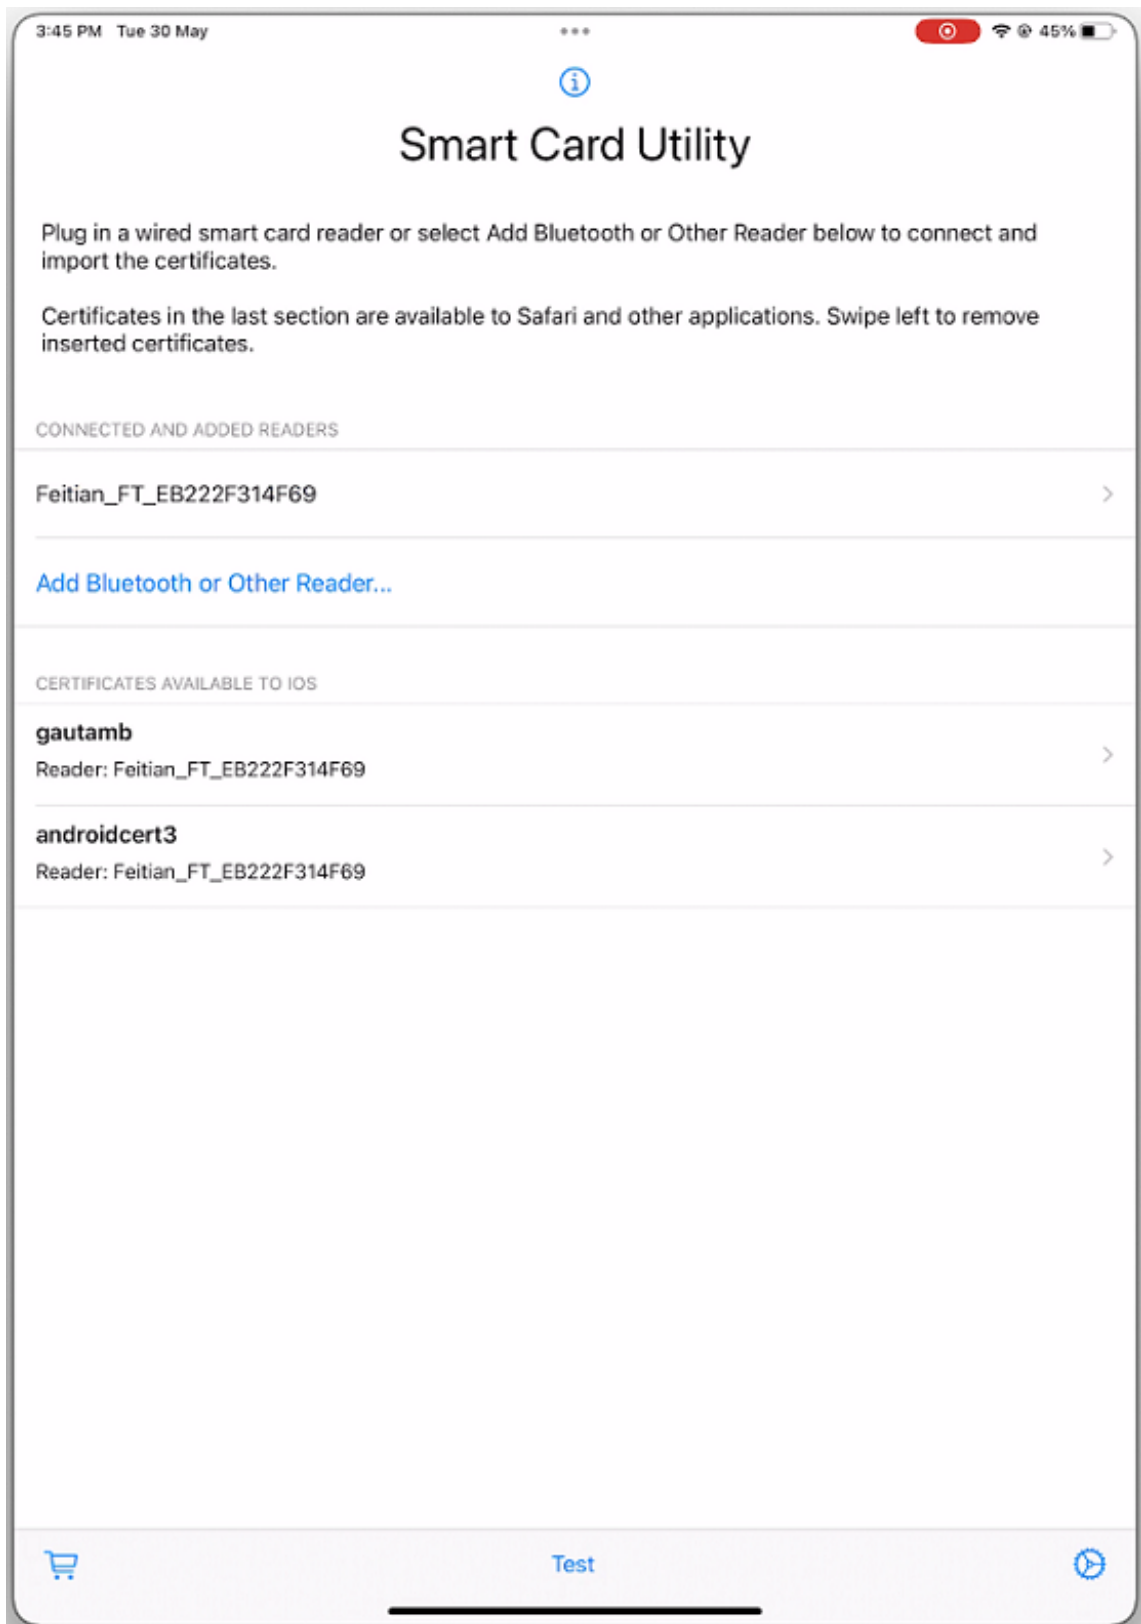 3:45 PM Tue 30 May
45%
Smart Card Utility
Plug in a wired smart card reader or select Add Bluetooth or Other Reader below to connect and
import the certificates.
Certificates in the last section are available to Safari and other applications. Swipe left to remove
inserted certificates.
CONNECTED AND ADDED READERS
Feitian_FT_EB222F314F69
Add Bluetooth or Other Reader...
CERTIFICATES AVAILABLE TO IOS
gautamb
Reader: Feitian_FT_EB222F314F69
androidcert3
Reader: Feitian_FT_EB222F314F69
Test